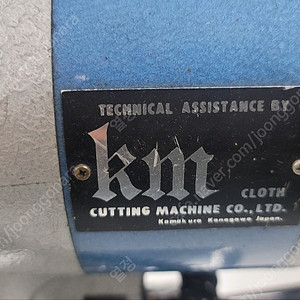 TECHNICAL ASSISTANCE BY
km
CLOTH
CUTTING MACHINE CO., LTD.
Kamakura Kanagawa Japan.